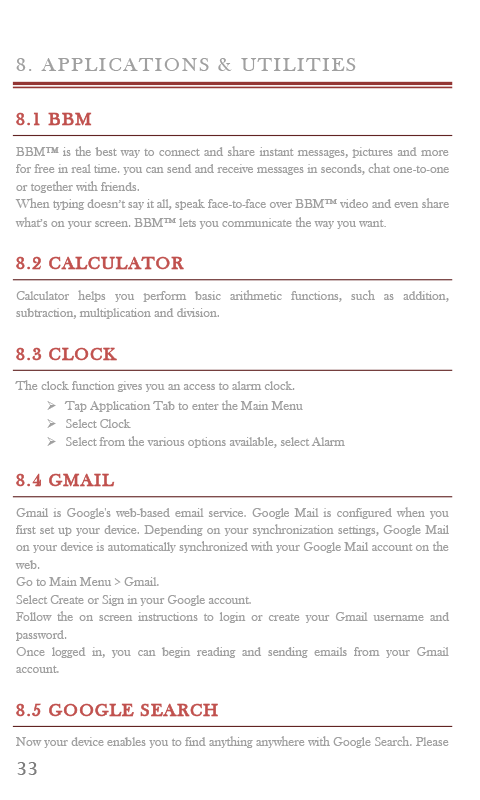 8. APPLICATIONS & UTILITIES
8.1 BBM
BBM™ is the best way to connect and share instant messages, pictures and more
for free in real time. you can send and receive messages in seconds, chat one-to-one
or together with friends.
When typing doesn't say it all, speak face-to-face over BBM™ video and even share
what's on your screen. BBM™ lets you communicate the way you want.
8.2 CALCULATOR
Calculator helps you perform basic arithmetic functions, such as addition,
subtraction, multiplication and division.
8.3 CLOCK
The clock function gives you an access to alarm clock.
➢ Tap Application Tab to enter the Main Menu
➢ Select Clock
➢ Select from the various options available, select Alarm
8.4 GMAIL
Gmail is Google's web-based email service. Google Mail is configured when you
first set up your device. Depending on your synchronization settings, Google Mail
on your device is automatically synchronized with your Google Mail account on the
web.
Go to Main Menu > Gmail.
Select Create or Sign in your Google account.
Follow the on screen instructions to login or create your Gmail username and
password.
Once logged in, you can begin reading and sending emails from your Gmail
account.
8.5 GOOGLE SEARCH
Now your device enables you to find anything anywhere with Google Search. Please
33